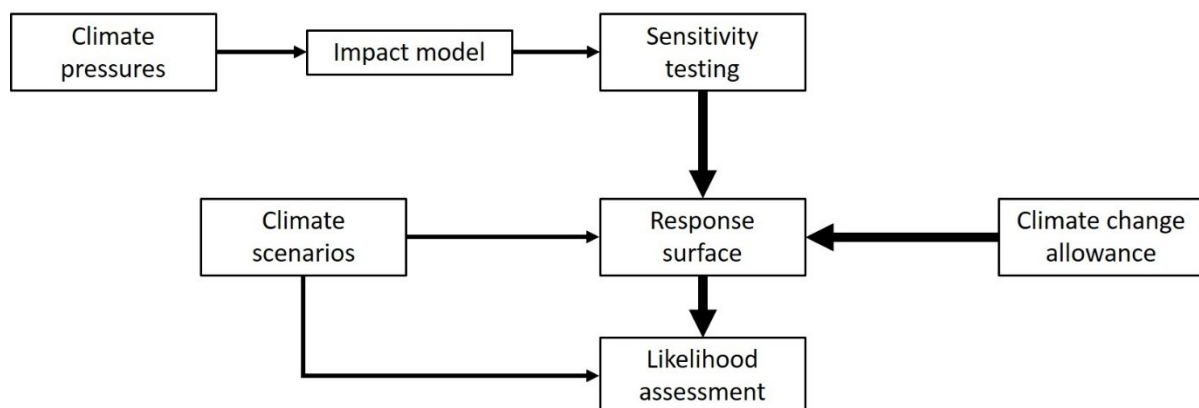 Climate
pressures
Impact model
Sensitivity
testing
Climate
scenarios
Response
surface
Climate change
allowance
Likelihood
assessment